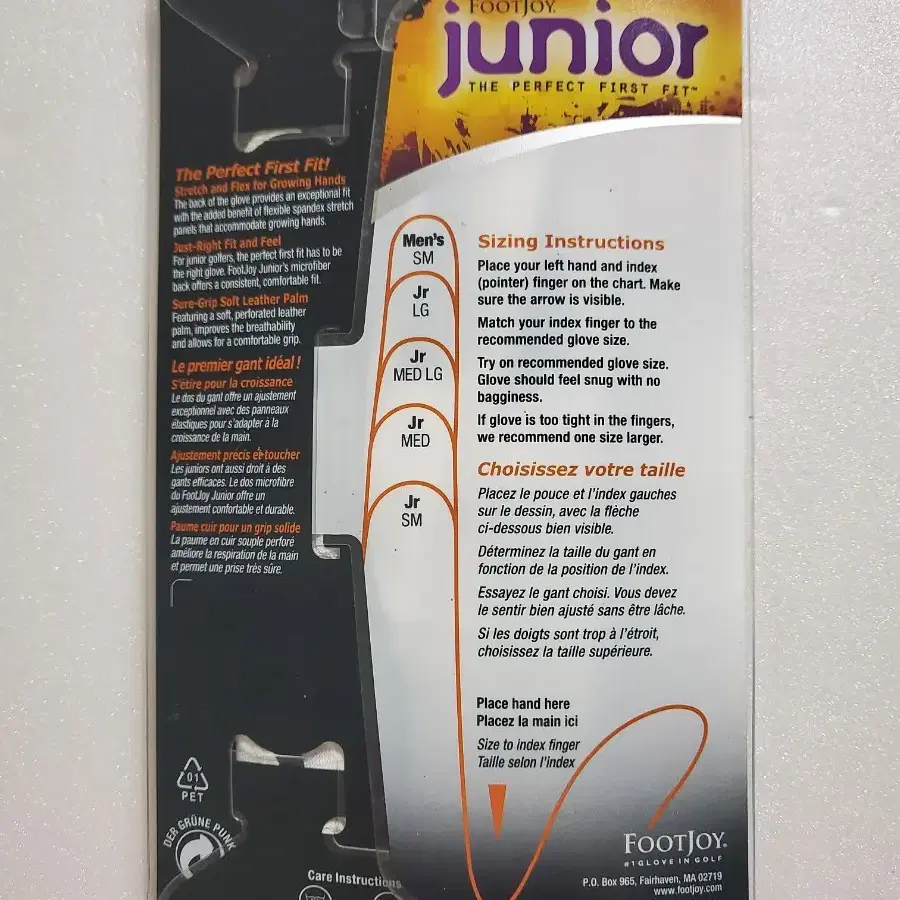 FOOTJOY
junior
THE PERFECT FIRST FIT™
The Perfect First Fit!
Stretch and Flex for Growing Hands
The back of the glove provides an exceptional fit
with the added benefit of flexible spandex stretch
panels that accommodate growing hands.
Just-Right Fit and Feel
For junior golfers, the perfect first fit has to be
the right glove. FootJoy Junior's microfiber
back offers a consistent, comfortable fit.
Sure-Grip Soft Leather Palm
Featuring a soft, perforated leather
palm, improves the breathability
and allows for a comfortable grip.
Le premier gant idéal !
S'étire pour la croissance
Le dos du gant offre un ajustement
exceptionnel avec des panneaux
élastiques pour s'adapter à la
croissance de la main.
Ajustement précis et toucher
Les juniors ont aussi droit à des
gants efficaces. Le dos microfibre
du FootJoy Junior offre un
ajustement confortable et durable.
Paume cuir pour un grip solide
La paume en cuir souple perforé
améliore la respiration de la main
et permet une prise très sûre.
01
PET
DER GRÜNE PUNKT
Care Instructions
Men's
SM
Jr
LG
Jr
MED LG
Jr
MED
Jr
SM
Sizing Instructions
Place your left hand and index
(pointer) finger on the chart. Make
sure the arrow is visible.
Match your index finger to the
recommended glove size.
Try on recommended glove size.
Glove should feel snug with no
bagginess.
If glove is too tight in the fingers,
we recommend one size larger.
Choisissez votre taille
Placez le pouce et l'index gauches
sur le dessin, avec la flèche
ci-dessous bien visible.
Déterminez la taille du gant en
fonction de la position de l'index.
Essayez le gant choisi. Vous devez
le sentir bien ajusté sans être lâche.
Si les doigts sont trop à l'étroit,
choisissez la taille supérieure.
Place hand here
Placez la main ici
Size to index finger
Taille selon l'index
FOOTJOY.
#1 GLOVE IN GOLF
P.O. Box 965, Fairhaven, MA 02719
www.footjoy.com